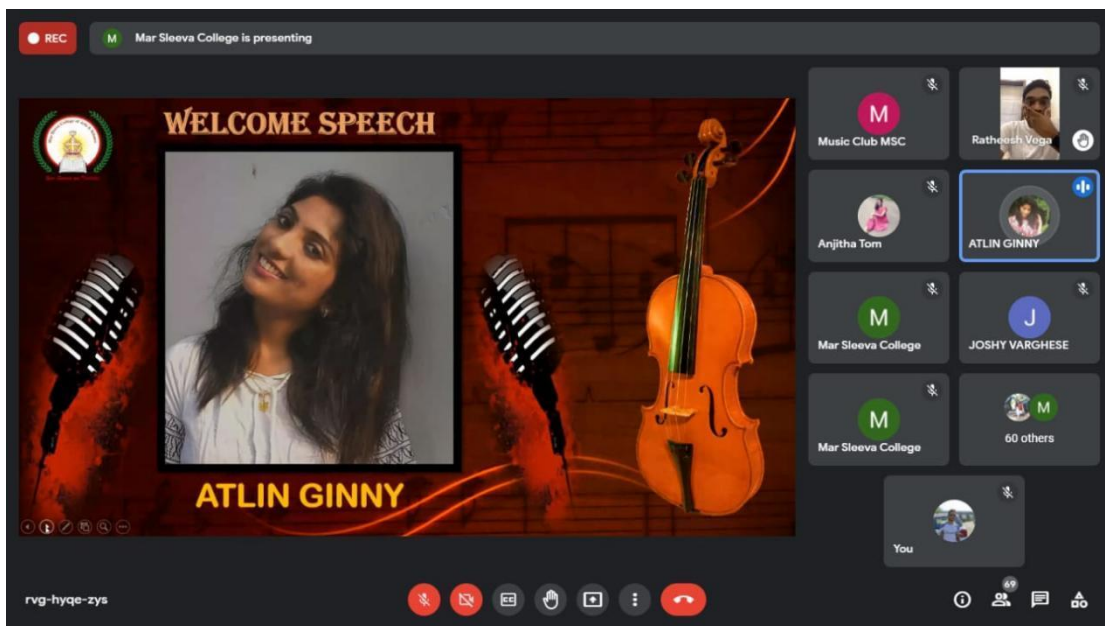 REC
M
Mar Sleeva College is presenting
WELCOME SPEECH
ATLIN GINNY
M
Music Club MSC
Ratheesh Vega
Anjitha Tom
ATLIN GINNY
M
Mar Sleeva College
J
JOSHY VARGHESE
M
Mar Sleeva College
M
60 others
You
rvg-hyqe-zys
CC
69